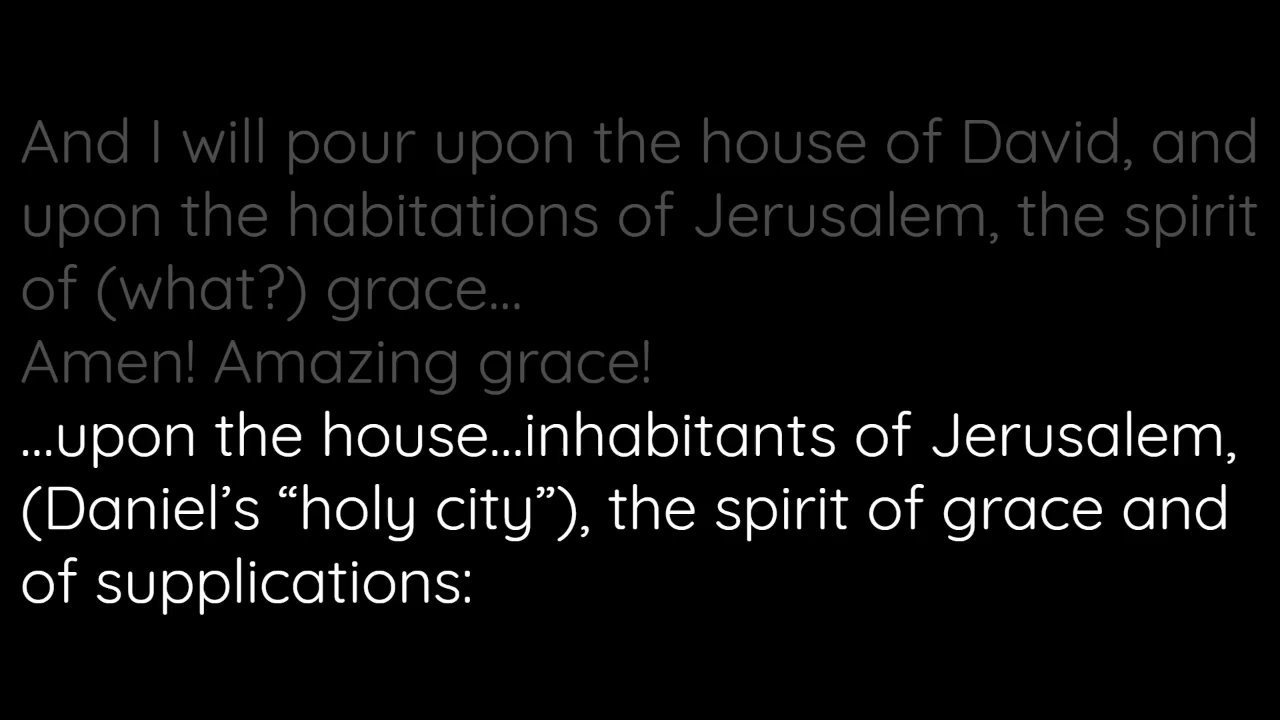 And I will pour upon the house of David, and
upon the habitations of Jerusalem, the spirit
of (what?) grace...
Amen! Amazing grace!
...upon the house...inhabitants of Jerusalem,
(Daniel’s “holy city”), the spirit of grace and
of supplications: